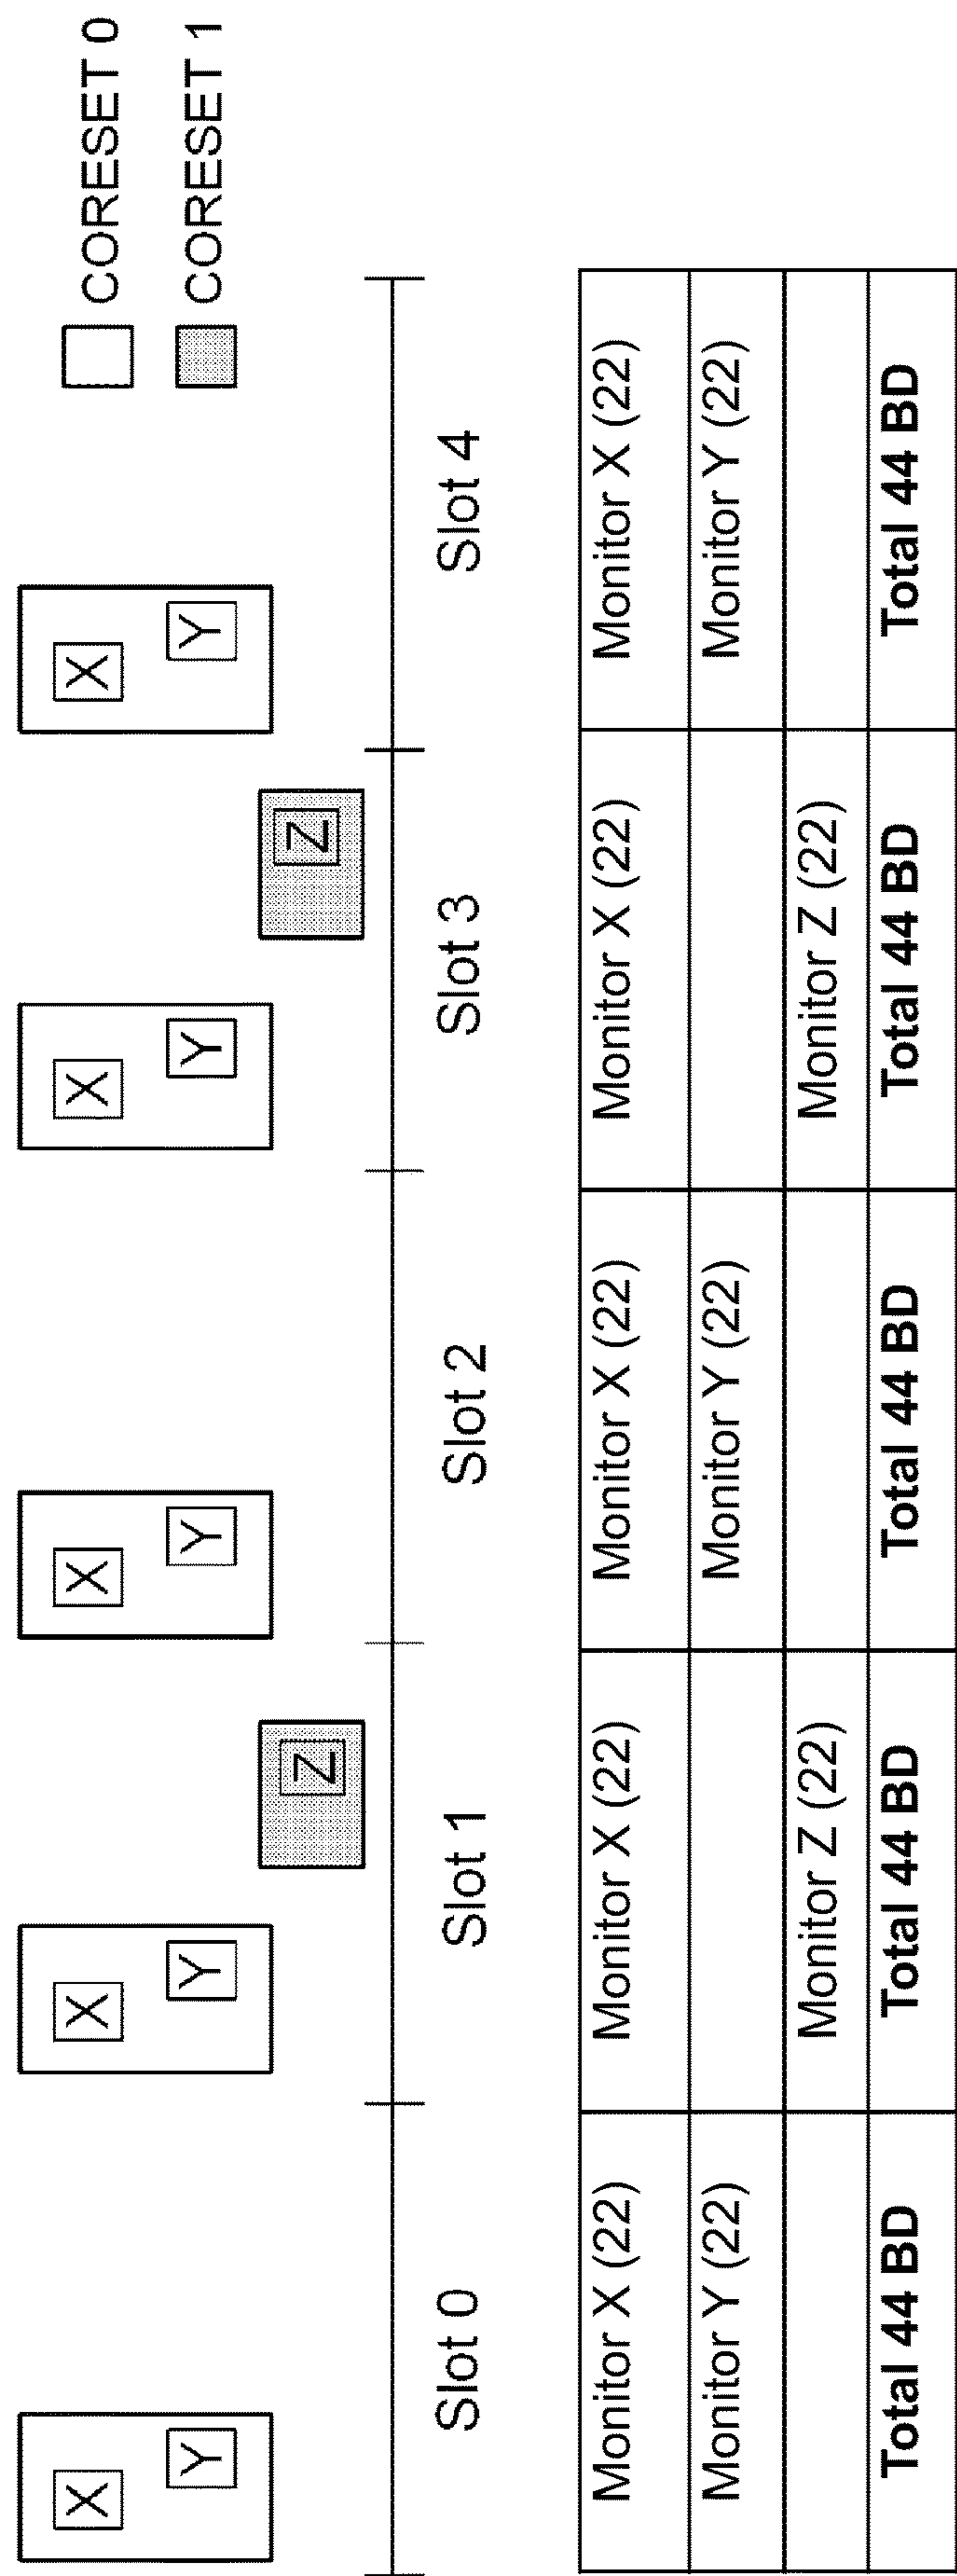 CORESET 0
CORESET 1
X
Y
X
Y
Z
X
Y
X
Y
Z
X
Y
Slot 0
Slot 1
Slot 2
Slot 3
Slot 4
Monitor X (22)
Monitor X (22)
Monitor X (22)
Monitor X (22)
Monitor X (22)
Monitor Y (22)
Monitor Y (22)
Monitor Y (22)
Monitor Z (22)
Monitor Z (22)
Total 44 BD
Total 44 BD
Total 44 BD
Total 44 BD
Total 44 BD